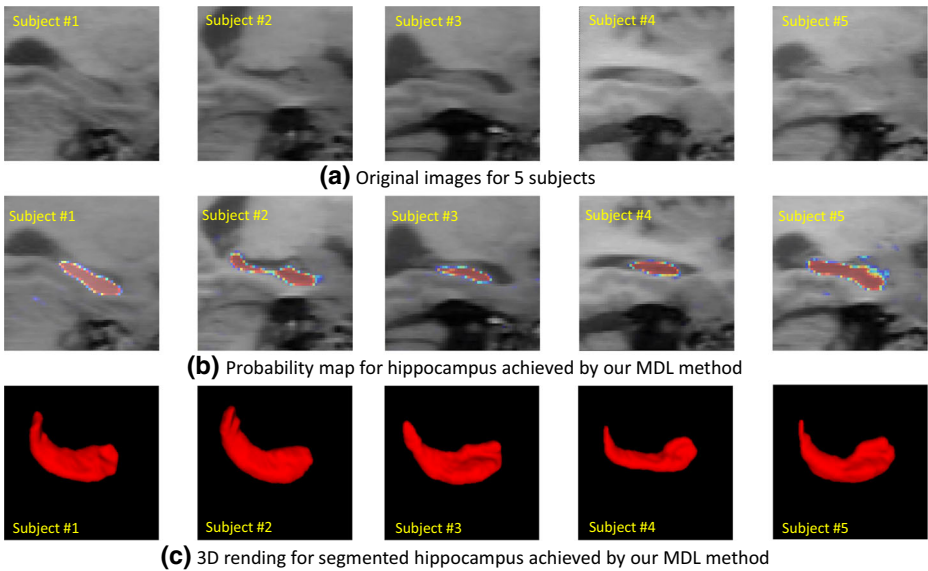 Subject #1 Subject #2 Subject #3 Subject #4 Subject #5
(a) Original images for 5 subjects
Subject #1 Subject #2 Subject #3 Subject #4 Subject #5
(b) Probability map for hippocampus achieved by our MDL method
Subject #1 Subject #2 Subject #3 Subject #4 Subject #5
(c) 3D rending for segmented hippocampus achieved by our MDL method